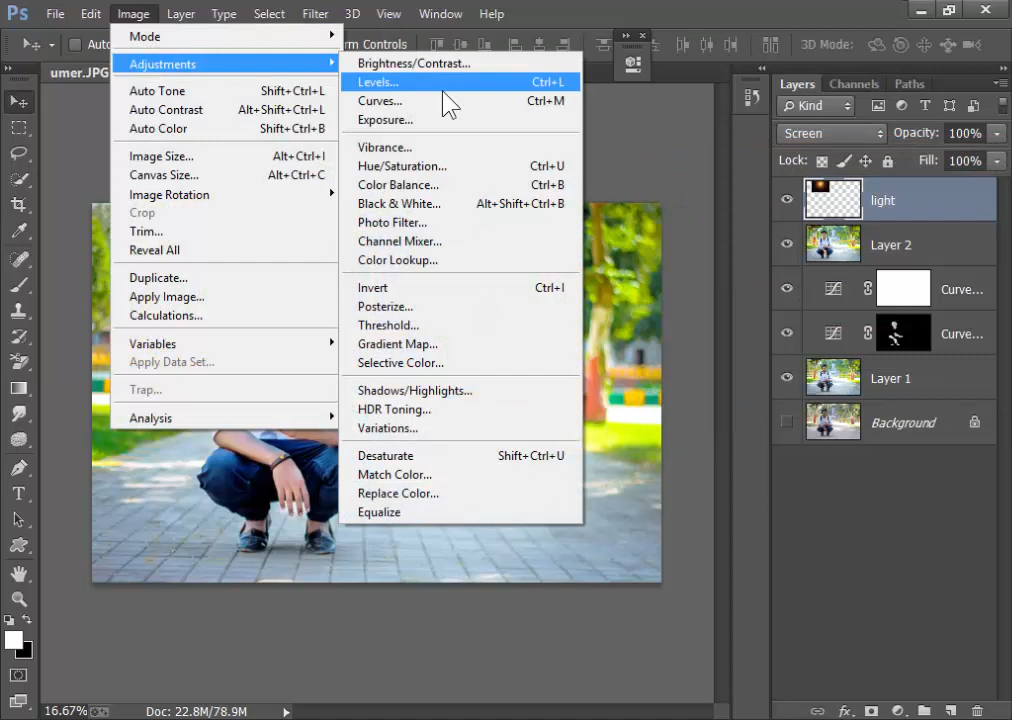 Ps File Edit Image Layer Type Select Filter 3D View Window Help
Auto
rm Controls
3D Mode:
umer.JPG
Mode
Adjustments
Auto Tone Shift+Ctrl+L
Auto Contrast Alt+Shift+Ctrl+L
Auto Color Shift+Ctrl+B
Image Size... Alt+Ctrl+I
Canvas Size... Alt+Ctrl+C
Image Rotation
Crop
Trim...
Reveal All
Duplicate...
Apply Image...
Calculations...
Variables
Apply Data Set...
Trap...
Analysis
Brightness/Contrast...
Levels... Ctrl+L
Curves... Ctrl+M
Exposure...
Vibrance...
Hue/Saturation... Ctrl+U
Color Balance... Ctrl+B
Black & White... Alt+Shift+Ctrl+B
Photo Filter...
Channel Mixer...
Color Lookup...
Invert Ctrl+I
Posterize...
Threshold...
Gradient Map...
Selective Color...
Shadows/Highlights...
HDR Toning...
Variations...
Desaturate Shift+Ctrl+U
Match Color...
Replace Color...
Equalize
Layers Channels Paths
Kind
Screen Opacity: 100%
Lock: Fill: 100%
light
Layer 2
Curve...
Curve...
Layer 1
Background
16.67% Doc: 22.8M/78.9M